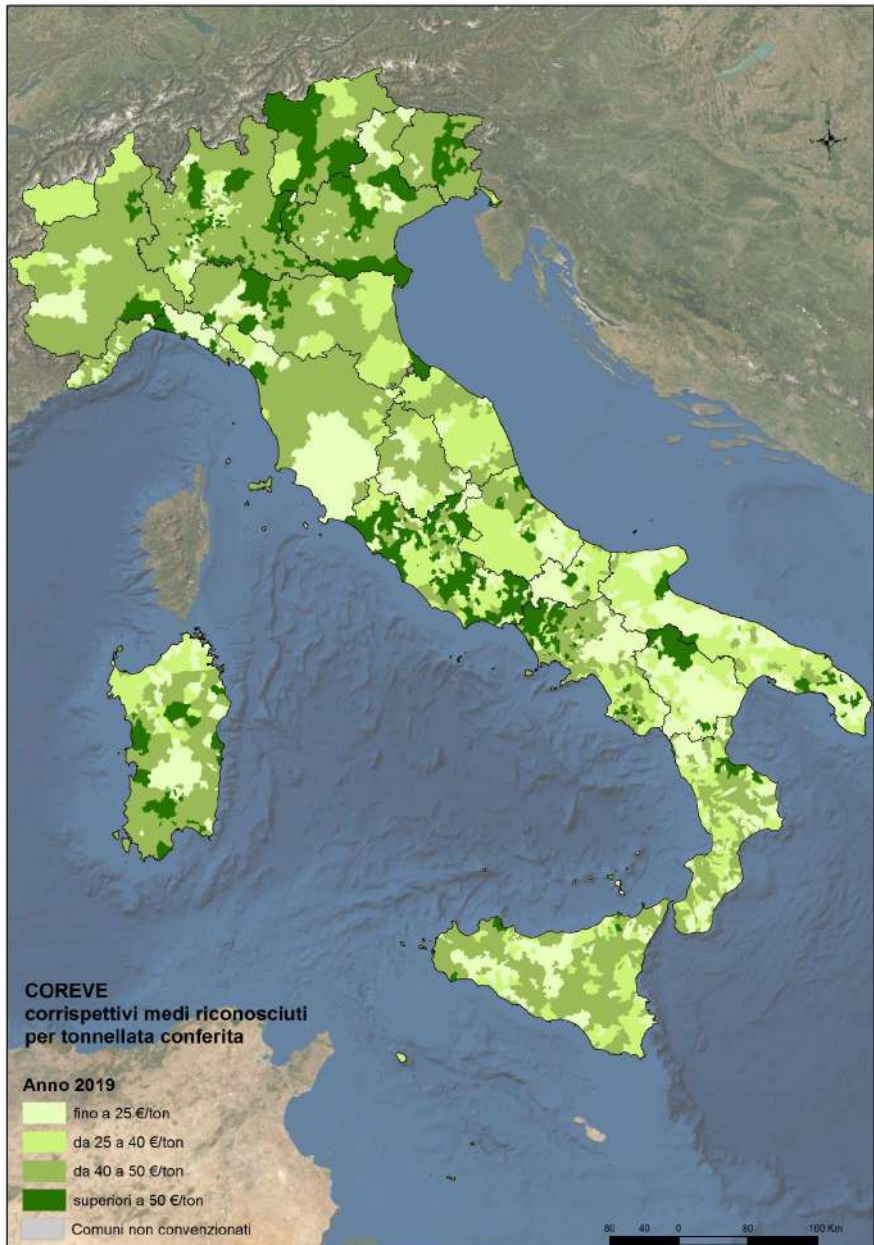 COREVE
corrispettivi medi riconosciuti
per tonnellata conferita
Anno 2019
fino a 25 €/ton
da 25 a 40 €/ton
da 40 a 50 €/ton
superiori a 50 €/ton
Comuni non convenzionati
80 40 0 80 160 Km